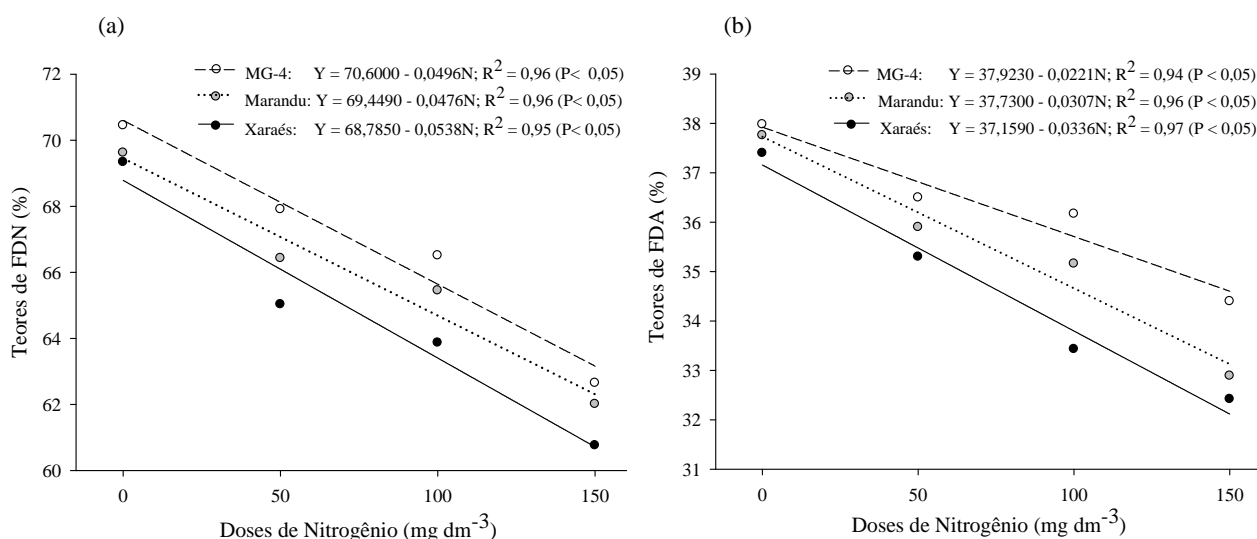 (a)
72
70
68
66
64
62
60
Teores de FDN (%)
MG-4: Y = 70,6000 - 0,0496N; R² = 0,96 (P< 0,05)
Marandu: Y = 69,4490 - 0,0476N; R² = 0,96 (P< 0,05)
Xaraés: Y = 68,7850 - 0,0538N; R² = 0,95 (P< 0,05)
0 50 100 150
Doses de Nitrogênio (mg dm⁻³)
(b)
39
38
37
36
35
34
33
32
31
Teores de FDA (%)
MG-4: Y = 37,9230 - 0,0221N; R² = 0,94 (P < 0,05)
Marandu: Y = 37,7300 - 0,0307N; R² = 0,96 (P < 0,05)
Xaraés: Y = 37,1590 - 0,0336N; R² = 0,97 (P < 0,05)
0 50 100 150
Doses de Nitrogênio (mg dm⁻³)